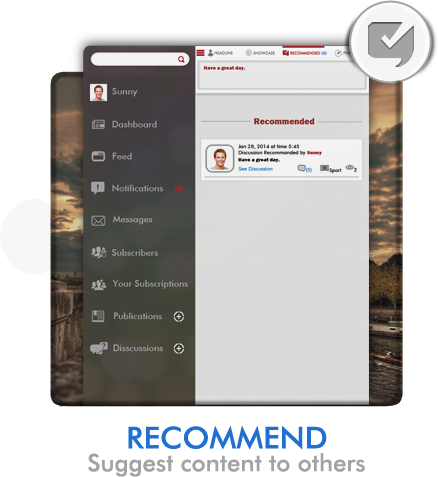 HEADLINE
SHOWCASE
RECOMMENDED
Have a great day.
Sunny
Recommended
Dashboard
Jan 28, 2014 at time 5:45
Discussion Recommended by Sunny
Have a great day.
See Discussion
(5)
Sport
2
Feed
Notifications
Messages
Subscribers
Your Subscriptions
Publications
Disscussions
RECOMMEND
Suggest content to others